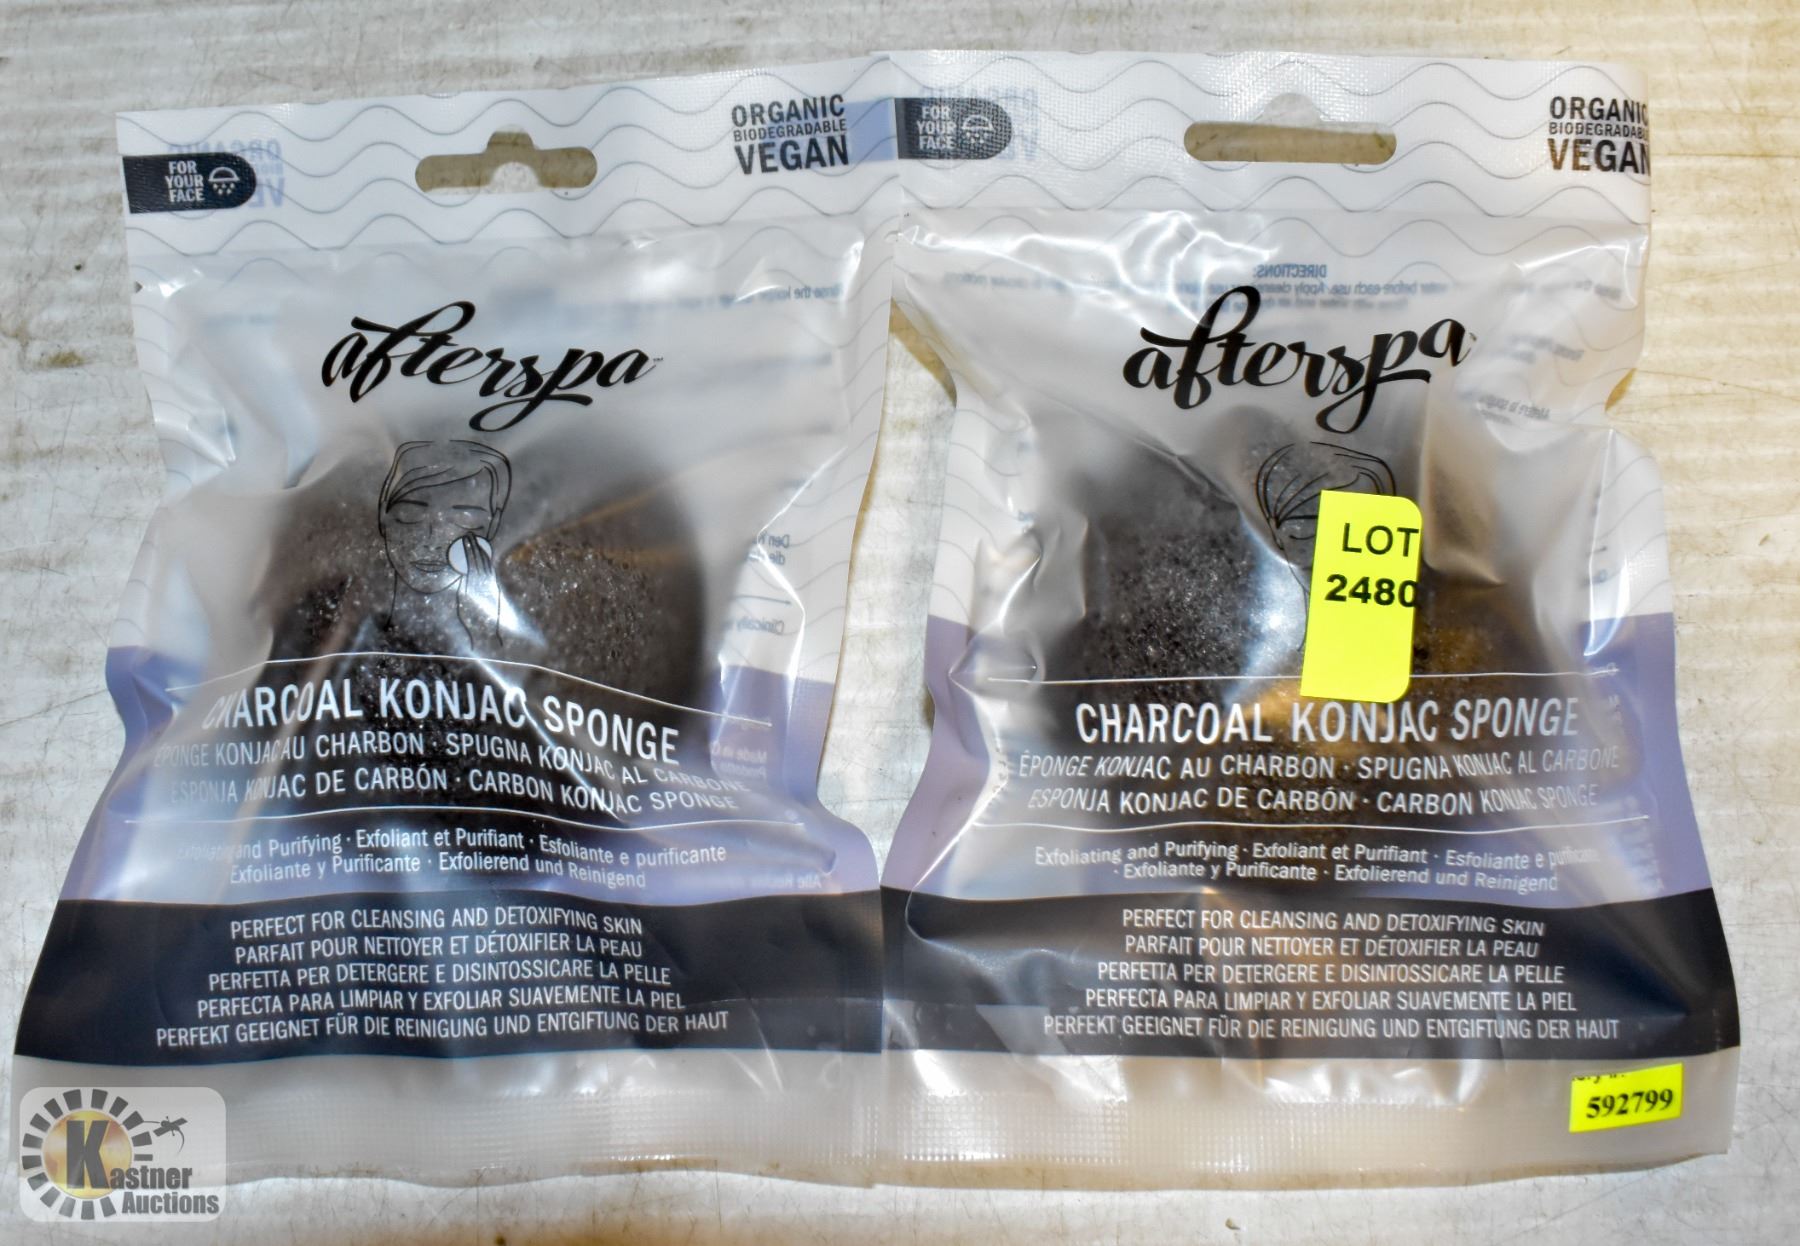 FOR
YOUR
FACE
ORGANIC
BIODEGRADABLE
VEGAN
afterspa
CHARCOAL KONJAC SPONGE
ÉPONGE KONJAC AU CHARBON · SPUGNA KONJAC AL CARBONE
ESPONJA KONJAC DE CARBÓN · CARBON KONJAC SPONGE
Exfoliating and Purifying · Exfoliant et Purifiant · Esfoliante e purificante
Exfoliante y Purificante · Exfolierend und Reinigend
PERFECT FOR CLEANSING AND DETOXIFYING SKIN
PARFAIT POUR NETTOYER ET DÉTOXIFIER LA PEAU
PERFETTA PER DETERGERE E DISINTOSSICARE LA PELLE
PERFECTA PARA LIMPIAR Y EXFOLIAR SUAVEMENTE LA PIEL
PERFEKT GEEIGNET FÜR DIE REINIGUNG UND ENTGIFTUNG DER HAUT
FOR
YOUR
FACE
ORGANIC
BIODEGRADABLE
VEGAN
DIRECTIONS:
afterspa
LOT
2480
CHARCOAL KONJAC SPONGE
ÉPONGE KONJAC AU CHARBON · SPUGNA KONJAC AL CARBONE
ESPONJA KONJAC DE CARBÓN · CARBON KONJAC SPONGE
Exfoliating and Purifying · Exfoliant et Purifiant · Esfoliante e purificante
· Exfoliante y Purificante · Exfolierend und Reinigend
PERFECT FOR CLEANSING AND DETOXIFYING SKIN
PARFAIT POUR NETTOYER ET DÉTOXIFIER LA PEAU
PERFETTA PER DETERGERE E DISINTOSSICARE LA PELLE
PERFECTA PARA LIMPIAR Y EXFOLIAR SUAVEMENTE LA PIEL
PERFEKT GEEIGNET FÜR DIE REINIGUNG UND ENTGIFTUNG DER HAUT
592799
Kastner
Auctions